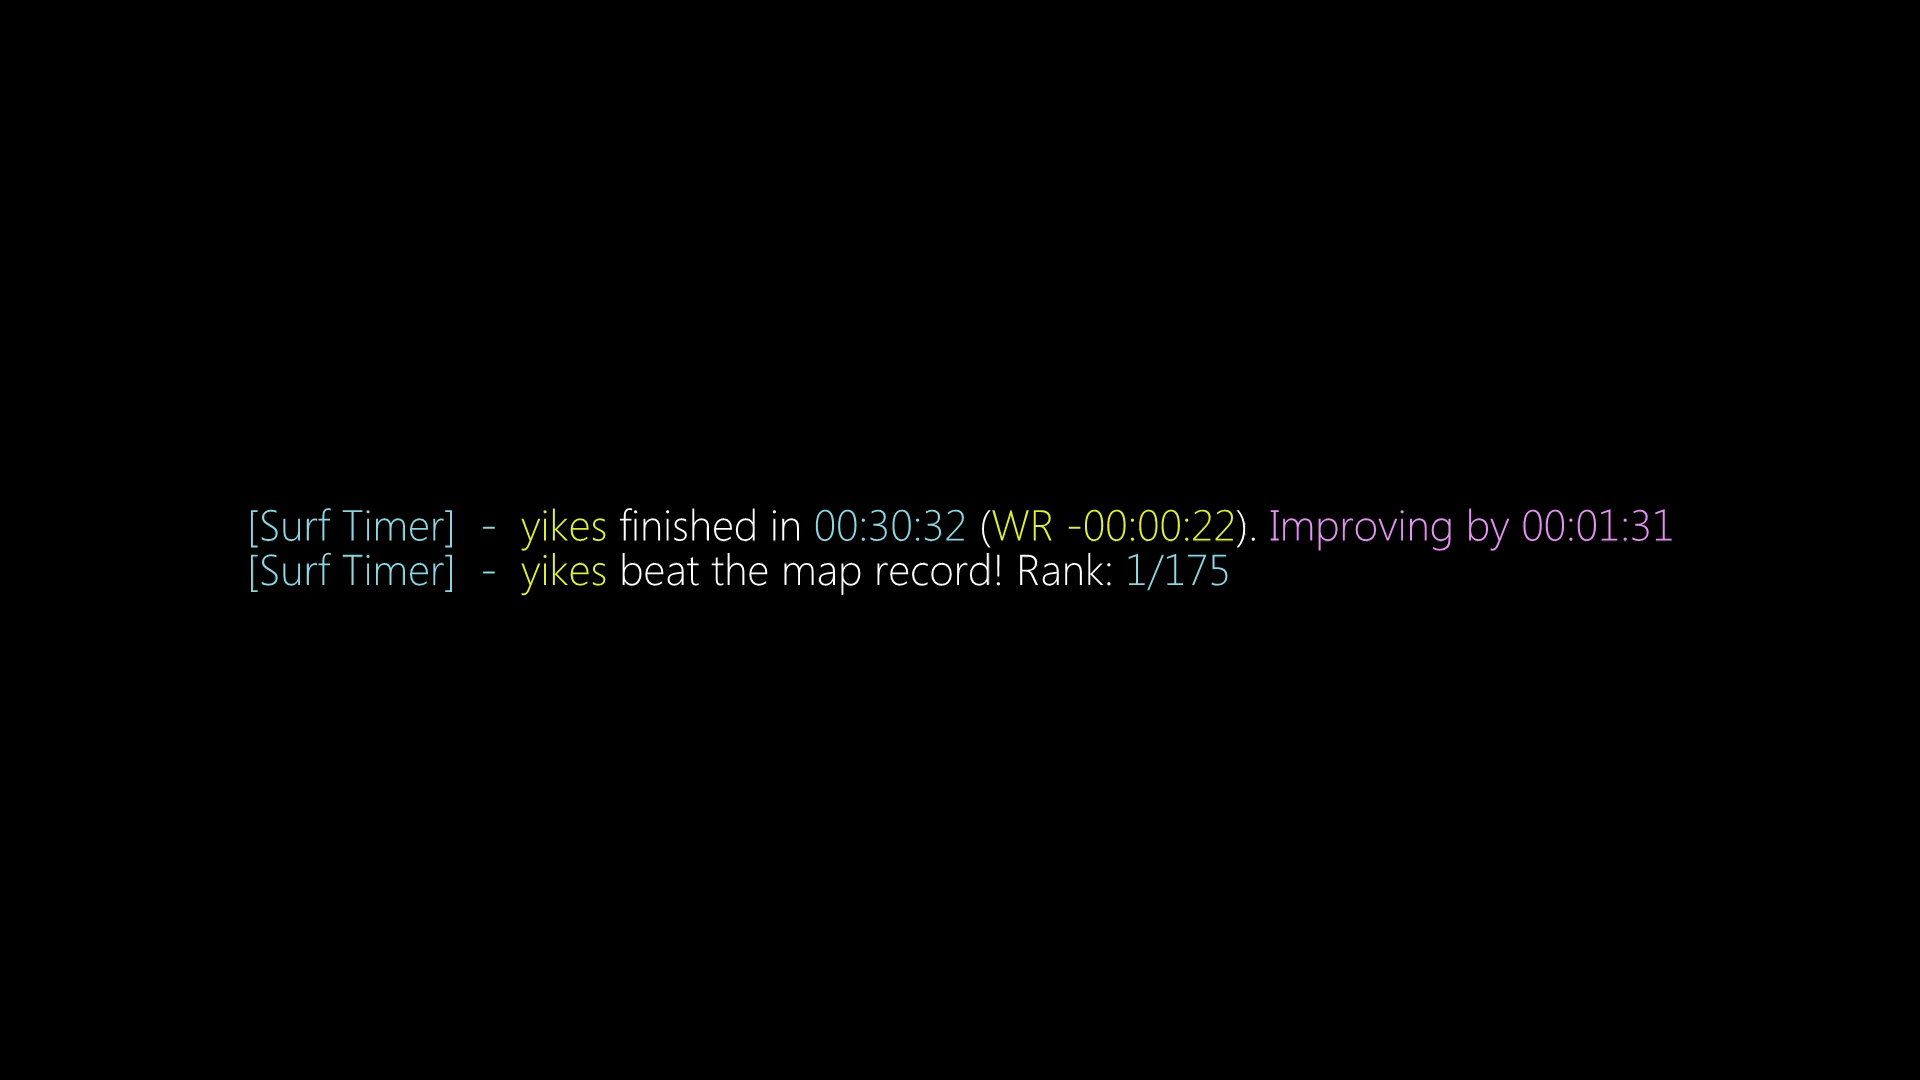 [Surf Timer]  -  yikes finished in 00:30:32 (WR -00:00:22). Improving by 00:01:31
[Surf Timer]  -  yikes beat the map record! Rank: 1/175